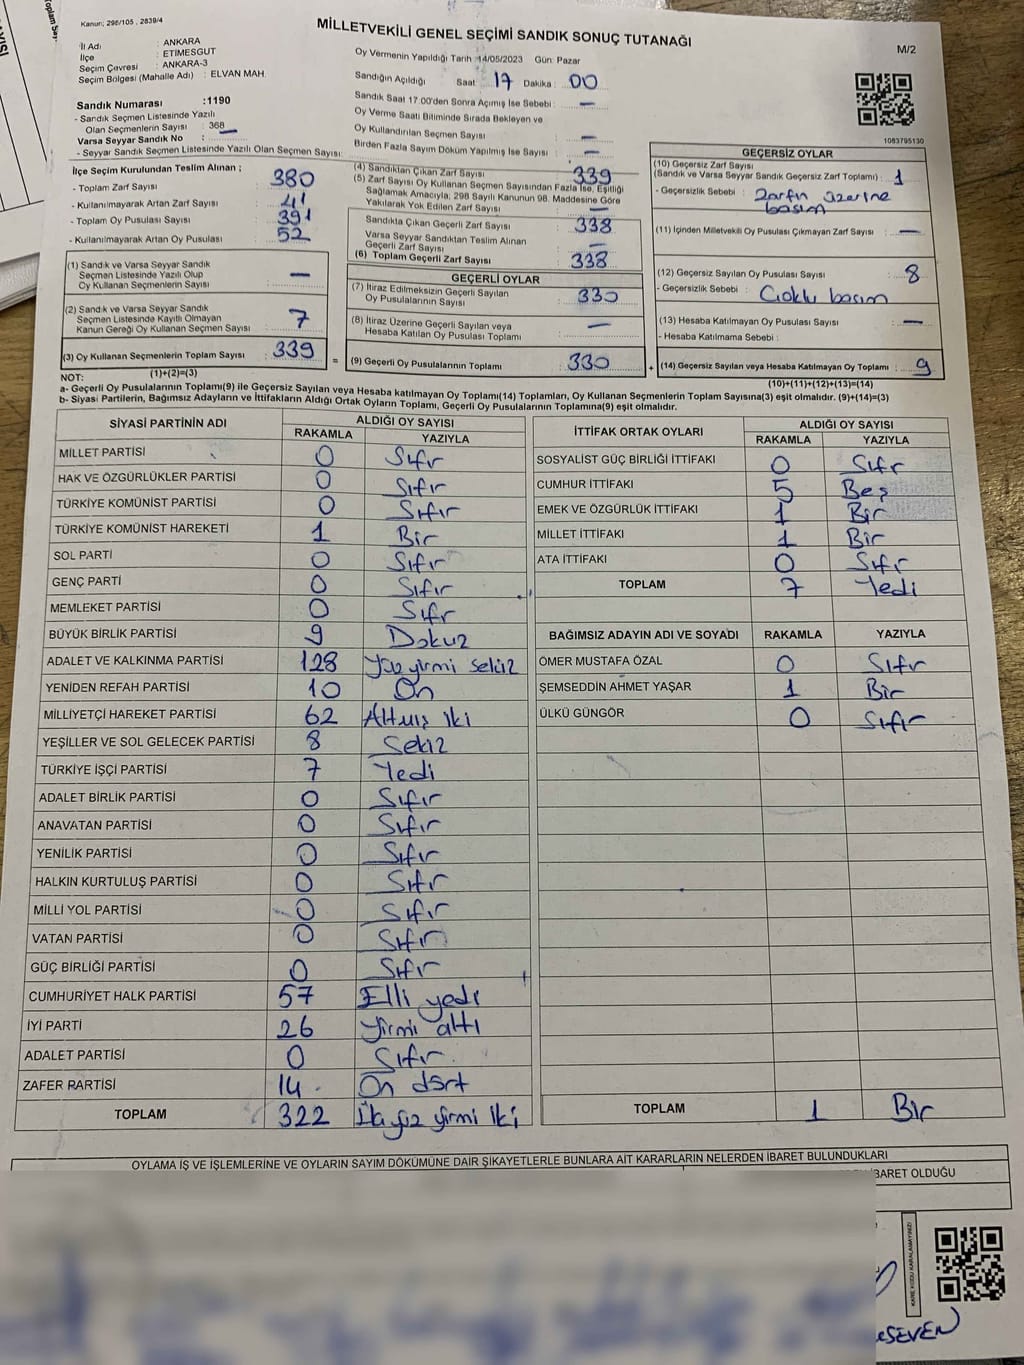 Kanun: 298/105 , 2839/4
MİLLETVEKİLİ GENEL SEÇİMİ SANDIK SONUÇ TUTANAĞI
M/2
İl Adı : ANKARA
İlçe : ETİMESGUT
Seçim Çevresi : ANKARA-3
Seçim Bölgesi (Mahalle Adı) : ELVAN MAH.
Sandık Numarası :1190
- Sandık Seçmen Listesinde Yazılı
Olan Seçmenlerin Sayısı : 368
Varsa Seyyar Sandık No :
- Seyyar Sandık Seçmen Listesinde Yazılı Olan Seçmen Sayısı:
Oy Vermenin Yapıldığı Tarih :14/05/2023 Gün: Pazar
Sandığın Açıldığı Saat : 17 Dakika : 00
Sandık Saat 17.00'den Sonra Açımış İse Sebebi : —
Oy Verme Saati Bitiminde Sırada Bekleyen ve
Oy Kullandırılan Seçmen Sayısı : —
Birden Fazla Sayım Döküm Yapılmış İse Sayısı : —
1083795130
İlçe Seçim Kurulundan Teslim Alınan ;
- Toplam Zarf Sayısı : 380
- Kullanılmayarak Artan Zarf Sayısı : 41
- Toplam Oy Pusulası Sayısı : 391
- Kullanılmayarak Artan Oy Pusulası : 52
(1) Sandık ve Varsa Seyyar Sandık
Seçmen Listesinde Yazılı Olup
Oy Kullanan Seçmenlerin Sayısı : —
(2) Sandık ve Varsa Seyyar Sandık
Seçmen Listesinde Kayıtlı Olmayan
Kanun Gereği Oy Kullanan Seçmen Sayısı : 7
(3) Oy Kullanan Seçmenlerin Toplam Sayısı : 339
(1)+(2)=(3)
(4) Sandıktan Çıkan Zarf Sayısı : 339
(5) Zarf Sayısı Oy Kullanan Seçmen Sayısından Fazla İse, Eşitliği
Sağlamak Amacıyla, 298 Sayılı Kanunun 98. Maddesine Göre
Yakılarak Yok Edilen Zarf Sayısı : —
Sandıkta Çıkan Geçerli Zarf Sayısı : 338
Varsa Seyyar Sandıktan Teslim Alınan
Geçerli Zarf Sayısı : —
(6) Toplam Geçerli Zarf Sayısı : 338
GEÇERLİ OYLAR
(7) İtiraz Edilmeksizin Geçerli Sayılan
Oy Pusulalarının Sayısı : 330
(8) İtiraz Üzerine Geçerli Sayılan veya
Hesaba Katılan Oy Pusulaları Toplamı : —
= (9) Geçerli Oy Pusulalarının Toplamı : 330
GEÇERSİZ OYLAR
(10) Geçersiz Zarf Sayısı
(Sandık ve Varsa Seyyar Sandık Geçersiz Zarf Toplamı) : 1
- Geçersizlik Sebebi : Zarfın üzerine
basım
(11) İçinden Milletvekili Oy Pusulası Çıkmayan Zarf Sayısı : —
(12) Geçersiz Sayılan Oy Pusulası Sayısı : 8
- Geçersizlik Sebebi : Çoklu basım
(13) Hesaba Katılmayan Oy Pusulası Sayısı : —
- Hesaba Katılmama Sebebi :
+ (14) Geçersiz Sayılan veya Hesaba Katılmayan Oy Toplamı : 9
(10)+(11)+(12)+(13)=(14)
NOT:
a- Geçerli Oy Pusulalarının Toplamı(9) ile Geçersiz Sayılan veya Hesaba katılmayan Oy Toplamı(14) Toplamları, Oy Kullanan Seçmenlerin Toplam Sayısına(3) eşit olmalıdır. (9)+(14)=(3)
b- Siyasi Partilerin, Bağımsız Adayların ve İttifakların Aldığı Ortak Oyların Toplamı, Geçerli Oy Pusulalarının Toplamına(9) eşit olmalıdır.
SİYASİ PARTİNİN ADI ALDIĞI OY SAYISI
RAKAMLA YAZIYLA
MİLLET PARTİSİ 0 Sıfır
HAK VE ÖZGÜRLÜKLER PARTİSİ 0 Sıfır
TÜRKİYE KOMÜNİST PARTİSİ 0 Sıfır
TÜRKİYE KOMÜNİST HAREKETİ 1 Bir
SOL PARTİ 0 Sıfır
GENÇ PARTİ 0 Sıfır
MEMLEKET PARTİSİ 0 Sıfır
BÜYÜK BİRLİK PARTİSİ 9 Dokuz
ADALET VE KALKINMA PARTİSİ 128 Yüz yirmi sekiz
YENİDEN REFAH PARTİSİ 10 On
MİLLİYETÇİ HAREKET PARTİSİ 62 Altmış iki
YEŞİLLER VE SOL GELECEK PARTİSİ 8 Sekiz
TÜRKİYE İŞÇİ PARTİSİ 7 Yedi
ADALET BİRLİK PARTİSİ 0 Sıfır
ANAVATAN PARTİSİ 0 Sıfır
YENİLİK PARTİSİ 0 Sıfır
HALKIN KURTULUŞ PARTİSİ 0 Sıfır
MİLLİ YOL PARTİSİ 0 Sıfır
VATAN PARTİSİ 0 Sıfır
GÜÇ BİRLİĞİ PARTİSİ 0 Sıfır
CUMHURİYET HALK PARTİSİ 57 Elli yedi
İYİ PARTİ 26 Yirmi altı
ADALET PARTİSİ 0 Sıfır
ZAFER PARTİSİ 14 On dört
TOPLAM 322 yirmi iki
İTTİFAK ORTAK OYLARI ALDIĞI OY SAYISI
RAKAMLA YAZIYLA
SOSYALİST GÜÇ BİRLİĞİ İTTİFAKI 0 Sıfır
CUMHUR İTTİFAKI 5 Beş
EMEK VE ÖZGÜRLÜK İTTİFAKI 1 Bir
MİLLET İTTİFAKI 1 Bir
ATA İTTİFAKI 0 Sıfır
TOPLAM 7 Yedi
BAĞIMSIZ ADAYIN ADI VE SOYADI RAKAMLA YAZIYLA
ÖMER MUSTAFA ÖZAL 0 Sıfır
ŞEMSEDDİN AHMET YAŞAR 1 Bir
ÜLKÜ GÜNGÖR 0 Sıfır
TOPLAM 1 Bir
OYLAMA İŞ VE İŞLEMLERİNE VE OYLARIN SAYIM DÖKÜMÜNE DAİR ŞİKAYETLERLE BUNLARA AİT KARARLARIN NELERDEN İBARET BULUNDUKLARI
İBARET OLDUĞU
KARE KODU KARALAMAYINIZ!
SEVEN